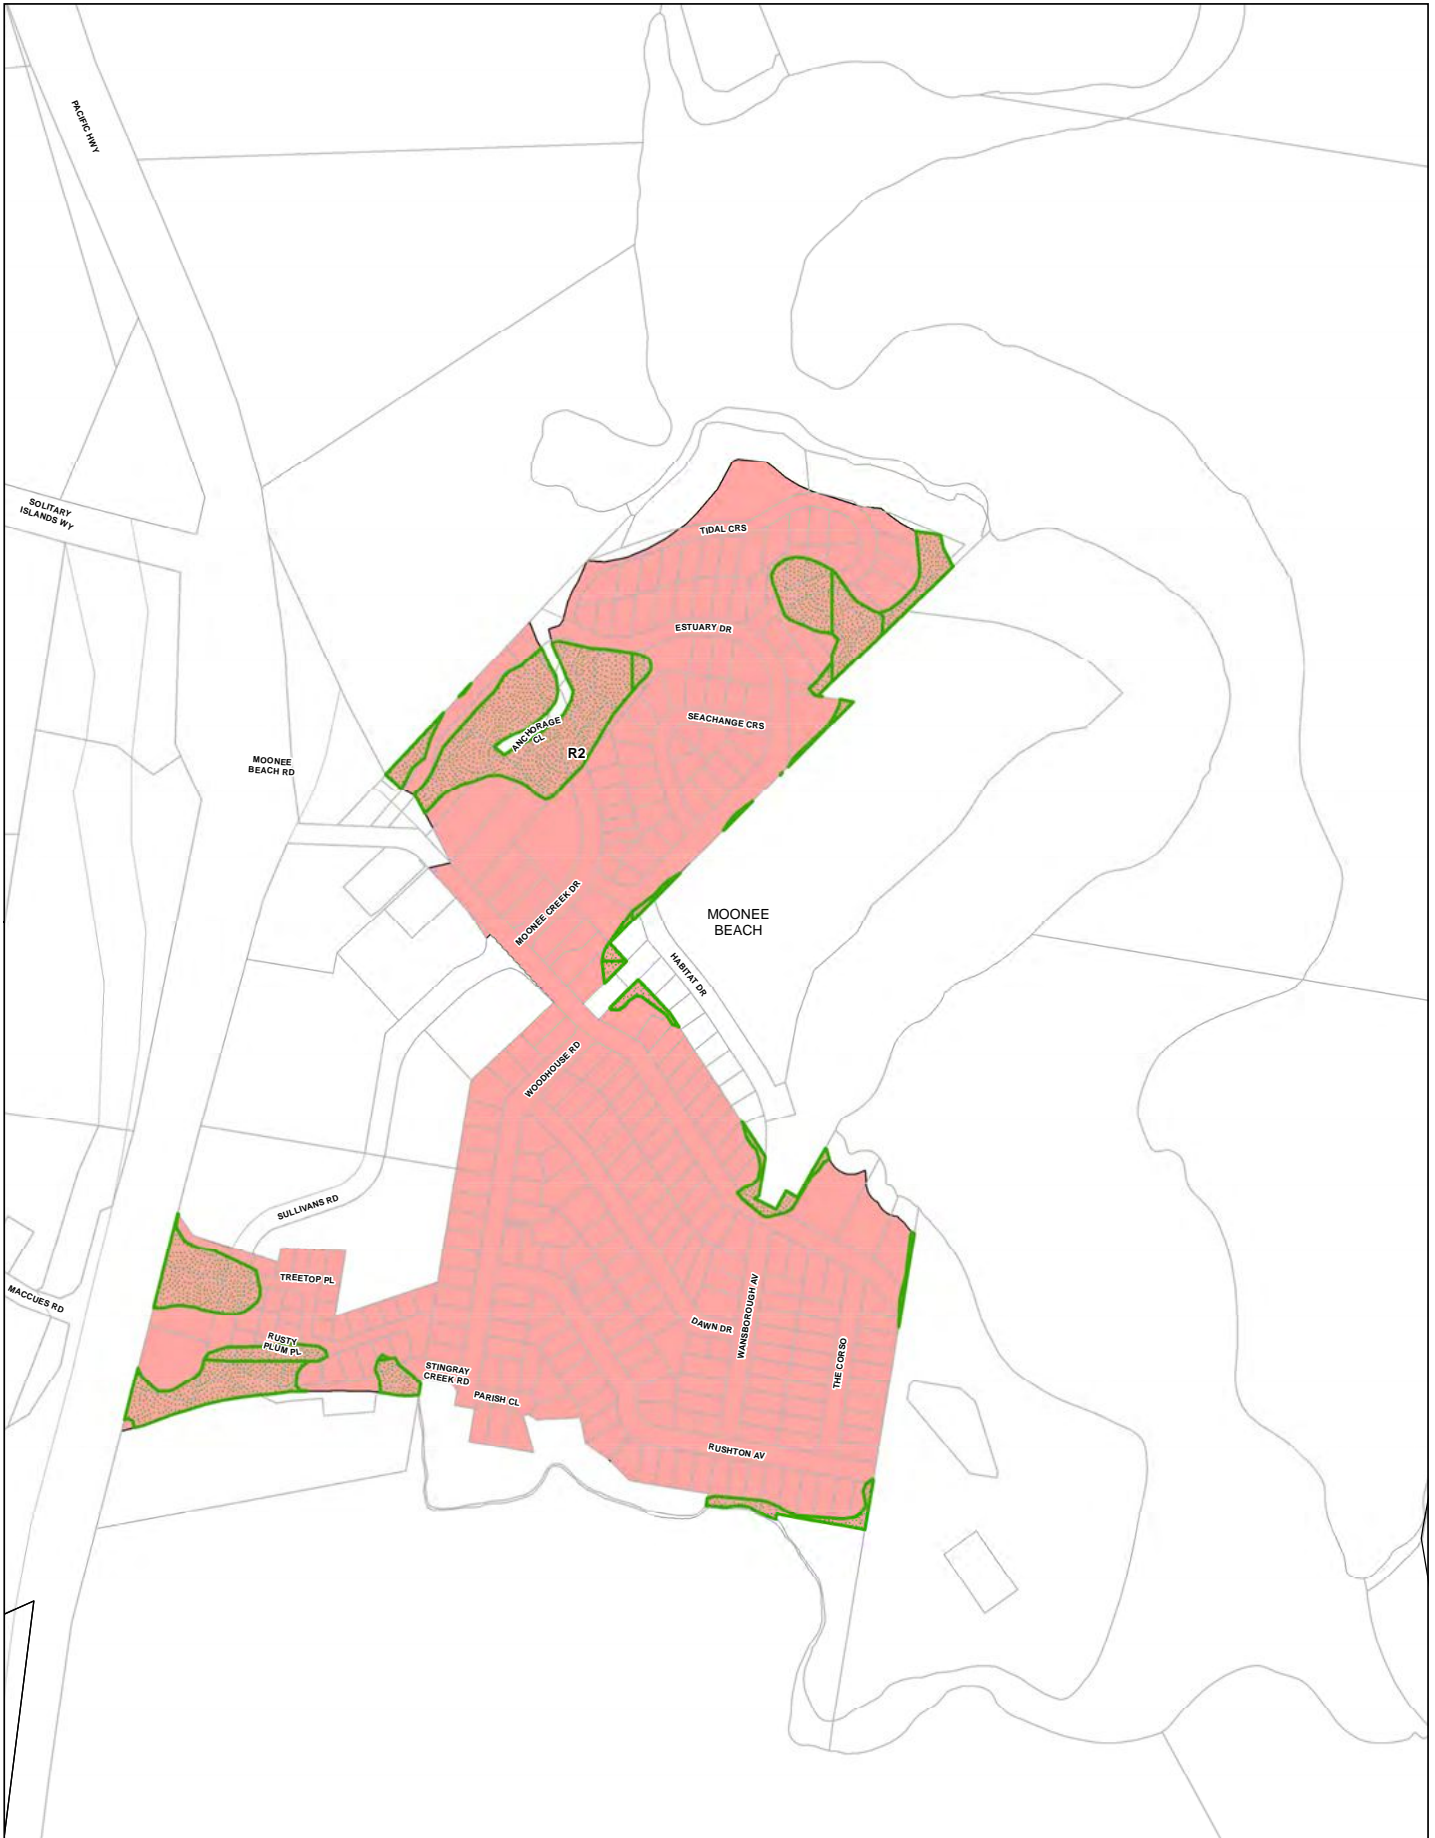 PACIFIC HWY
SOLITARY
ISLANDS WY
TIDAL CRS
ESTUARY DR
SEACHANGE CRS
ANCHORAGE
CL
R2
MOONEE
BEACH RD
MOONEE CREEK DR
MOONEE
BEACH
HABITAT DR
WOODHOUSE RD
SULLIVANS RD
TREETOP PL
MACCUES RD
RUSTY
PLUM PL
DAWN DR
WANSBOROUGH AV
THE CORSO
STINGRAY
CREEK RD
PARISH CL
RUSHTON AV